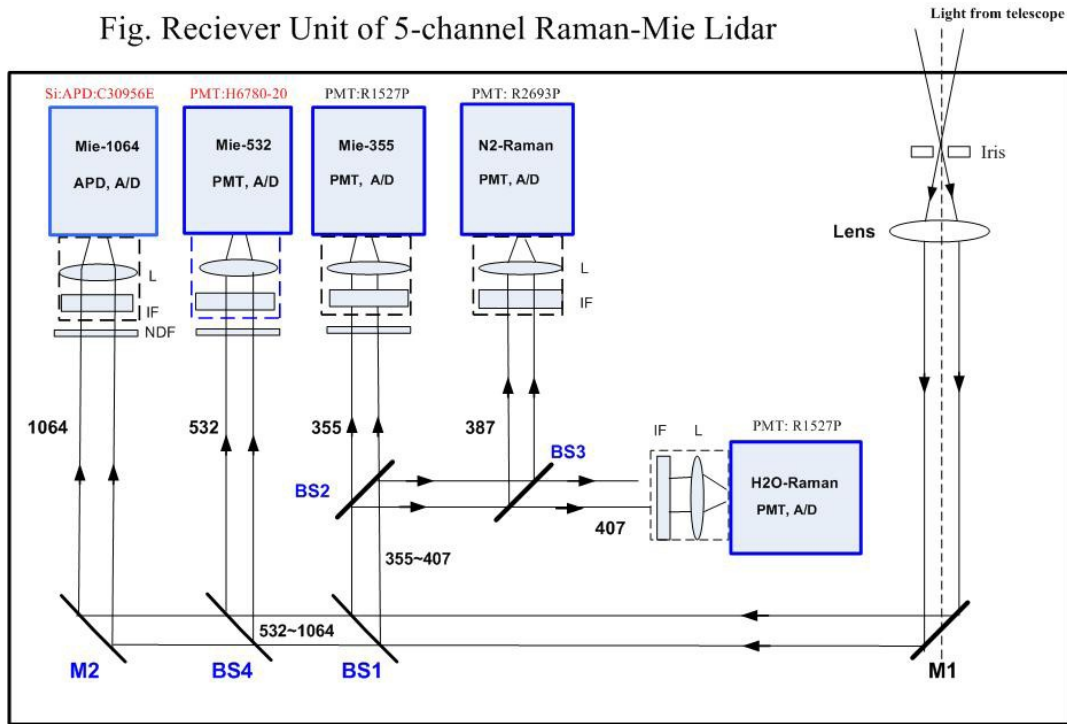 Fig. Reciever Unit of 5-channel Raman-Mie Lidar
Light from telescope
Si:APD:C30956E
PMT:H6780-20
PMT:R1527P
PMT: R2693P
Mie-1064
APD, A/D
Mie-532
PMT, A/D
Mie-355
PMT, A/D
N2-Raman
PMT, A/D
Iris
Lens
L
IF
NDF
L
IF
1064
532
355
387
BS2
BS3
IF
L
PMT: R1527P
H2O-Raman
PMT, A/D
407
355~407
532~1064
M2
BS4
BS1
M1